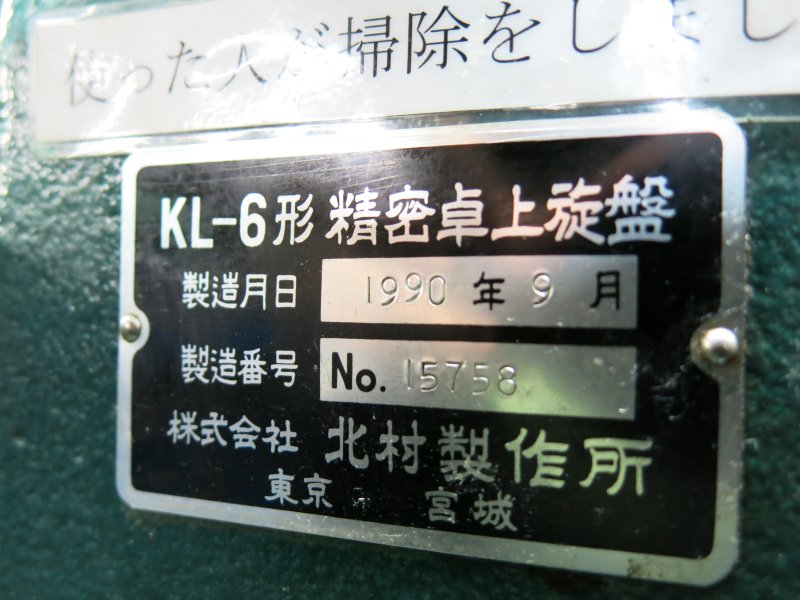 使った人が掃除をしまし
KL-6形 精密卓上旋盤
製造月日 1990 年 9 月
製造番号 No. 15758
株式会社 北村製作所
東京 宮城